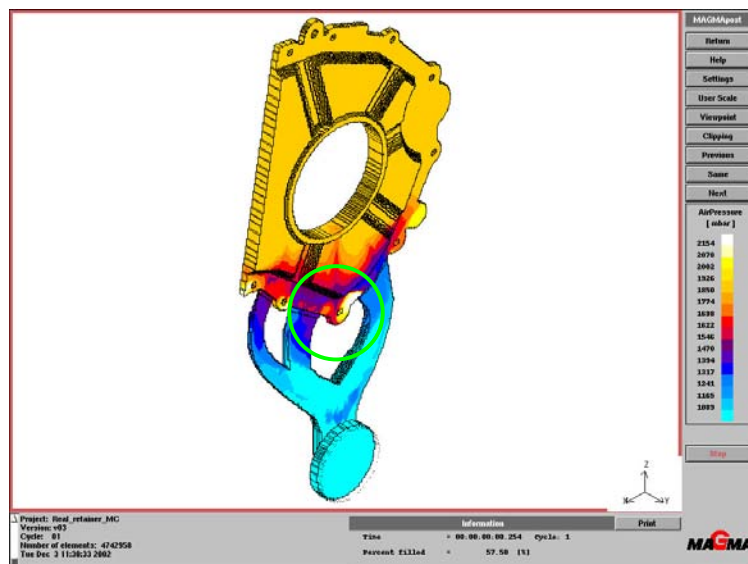 MAGMApost
Return
Help
Settings
User Scale
Viewpoint
Clipping
Previous
Same
Next
AirPressure
[ mbar ]
2154
2078
2002
1926
1850
1774
1698
1622
1546
1470
1394
1317
1241
1165
1089
Stop
Z
X
Y
Project: Real_retainer_MC
Version: v03
Cycle: 01
Number of elements: 4742958
Tue Dec 3 11:38:33 2002
Information
Print
Time = 00.00.00.00.254 Cycle: 1
Percent filled = 57.50 [%]
MAGMA